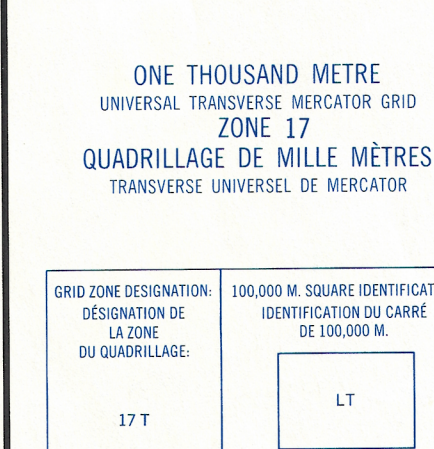 ONE THOUSAND METRE
UNIVERSAL TRANSVERSE MERCATOR GRID
ZONE 17
QUADRILLAGE DE MILLE MÈTRES
TRANSVERSE UNIVERSEL DE MERCATOR
GRID ZONE DESIGNATION:
DÉSIGNATION DE
LA ZONE
DU QUADRILLAGE:
17 T
100,000 M. SQUARE IDENTIFICAT
IDENTIFICATION DU CARRÉ
DE 100,000 M.
LT